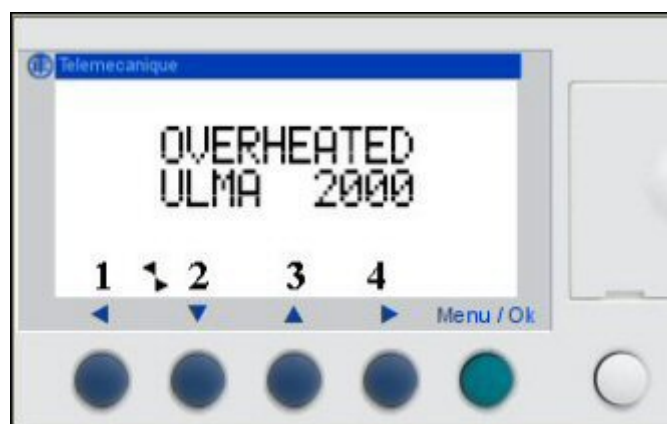 Telemecanique
OVERHEATED
ULMA 2000
1 2 3 4
Menu / Ok